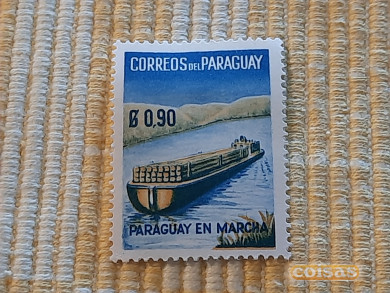 CORREOS DEL PARAGUAY
₲ 0.90
PARAGUAY EN MARCHA
coisas